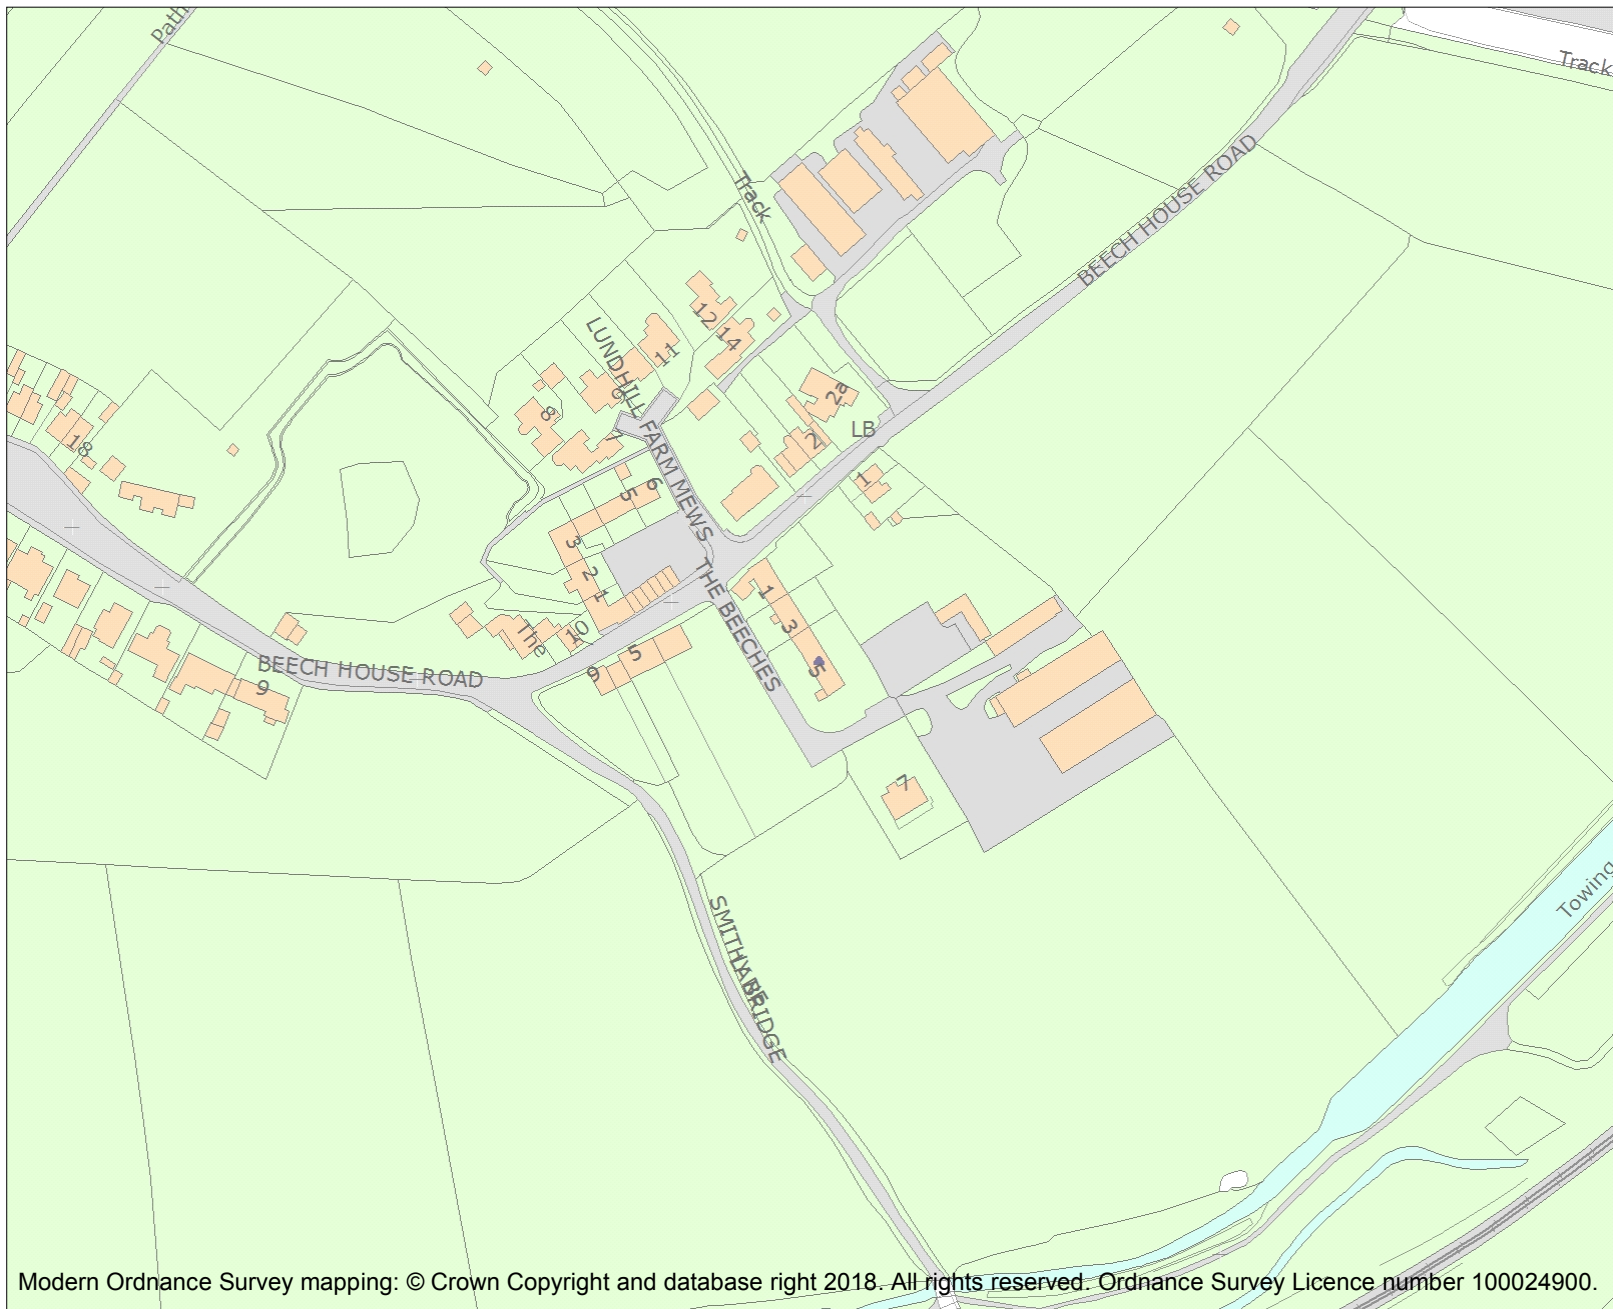 Path
Track
Track
BEECH HOUSE ROAD
LUNDHILL FARM MEWS
12
14
11
9
8
7
2a
2
LB
1
18
6
5
3
2
1
THE BEECHES
1
3
5
The
10
5
9
BEECH HOUSE ROAD
9
7
SMITHY BRIDGE
LANE
Towing
Modern Ordnance Survey mapping: © Crown Copyright and database right 2018. All rights reserved. Ordnance Survey Licence number 100024900.